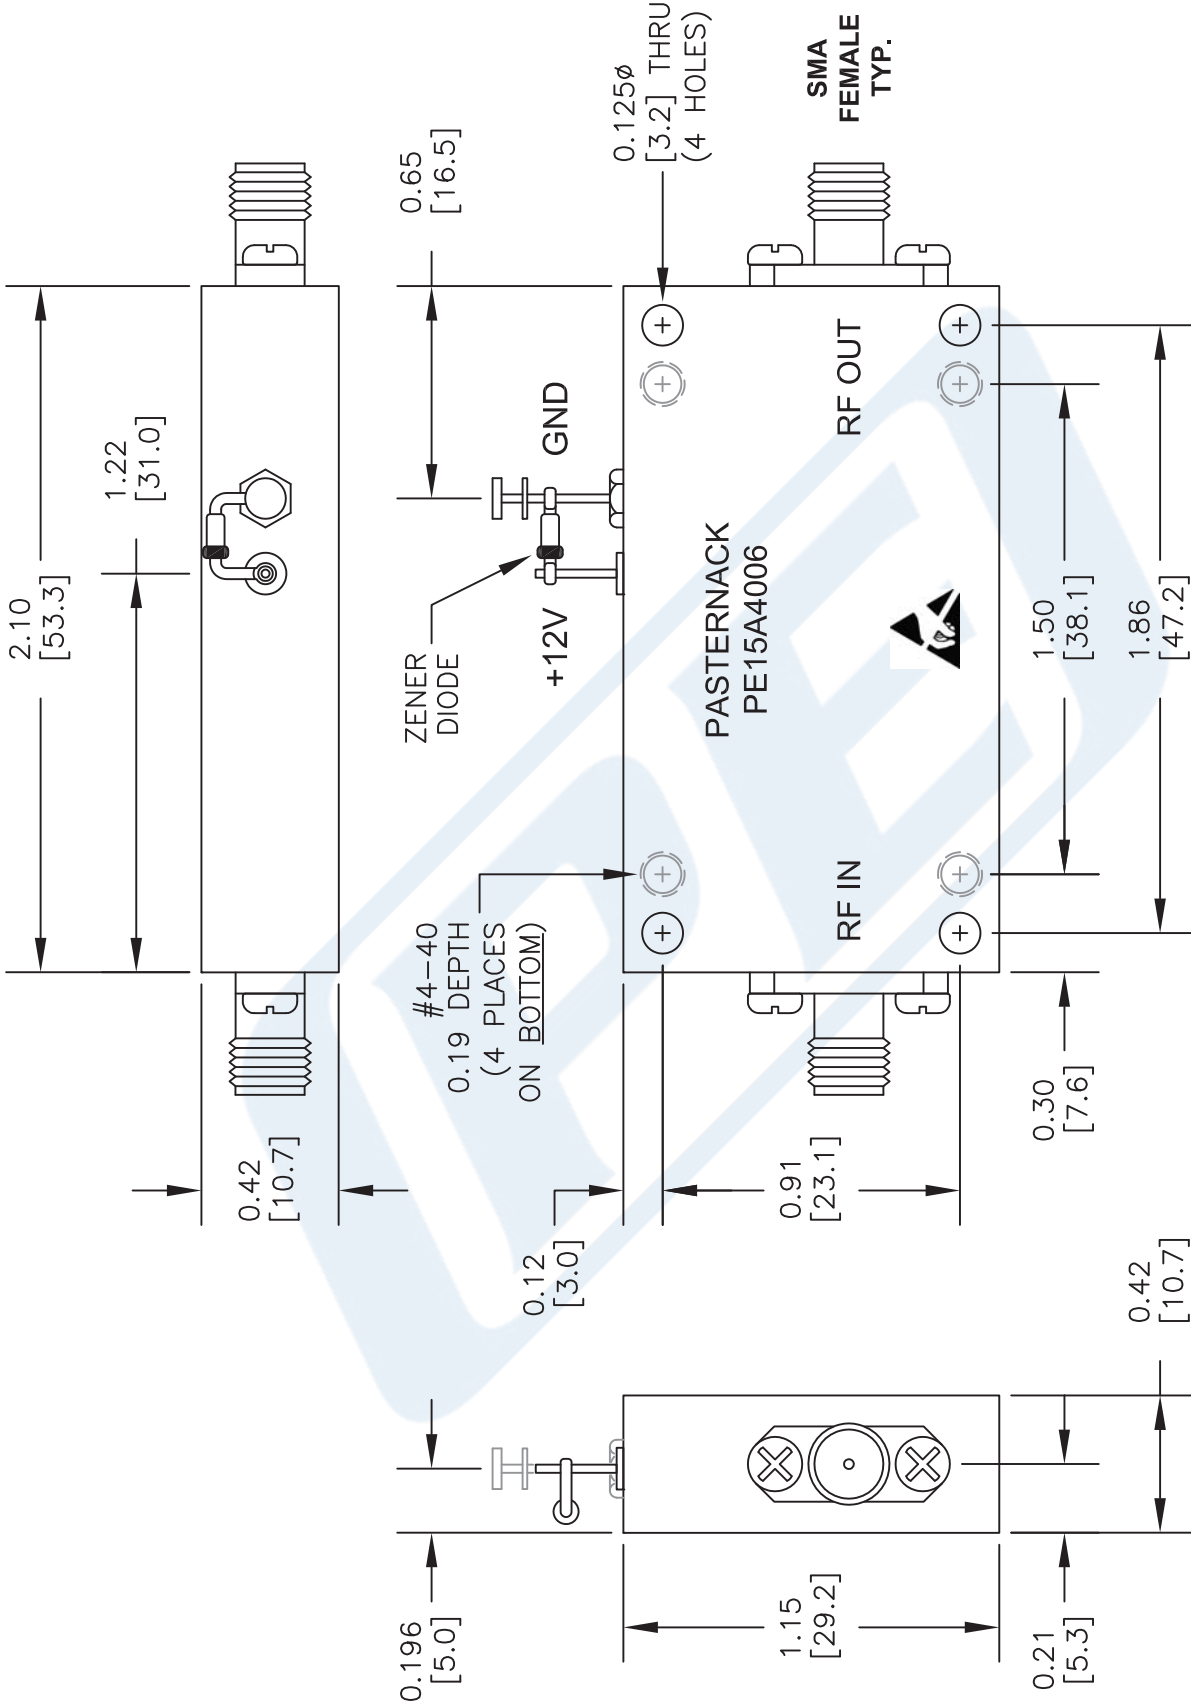 2.10
[53.3]
1.22
[31.0]
0.42
[10.7]
0.65
[16.5]
ZENER
DIODE
+12V
GND
0.125ø
[3.2] THRU
(4 HOLES)
SMA
FEMALE
TYP.
#4-40
0.19 DEPTH
(4 PLACES
ON BOTTOM)
PASTERNACK
PE15A4006
RF IN
RF OUT
0.12
[3.0]
0.91
[23.1]
0.30
[7.6]
1.50
[38.1]
1.86
[47.2]
0.196
[5.0]
1.15
[29.2]
0.21
[5.3]
0.42
[10.7]
PE